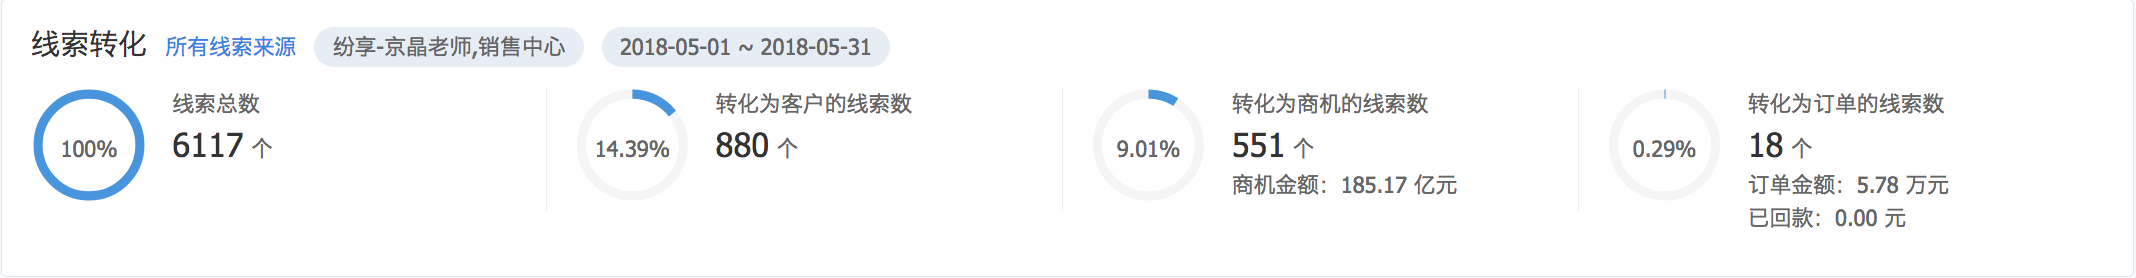 线索转化 所有线索来源 纷享-京晶老师,销售中心 2018-05-01 ~ 2018-05-31
100%
线索总数
6117 个
14.39%
转化为客户的线索数
880 个
9.01%
转化为商机的线索数
551 个
商机金额：185.17 亿元
0.29%
转化为订单的线索数
18 个
订单金额：5.78 万元
已回款：0.00 元